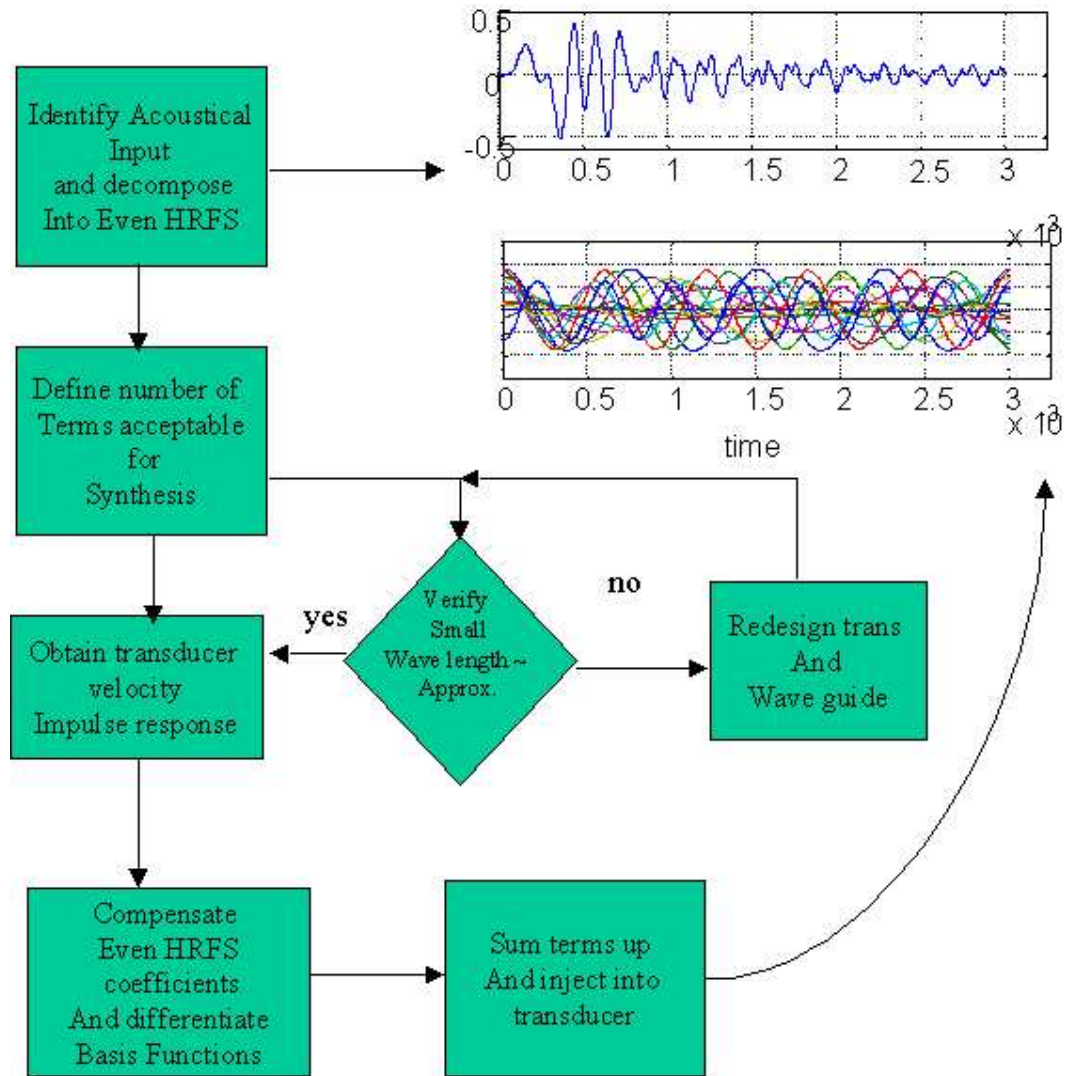 0.5
0
-0.5
0 0.5 1 1.5 2 2.5 3
x 10^3
Identify Acoustical
Input
and decompose
Into Even HRFS
0 0.5 1 1.5 2 2.5 3
x 10^3
time
Define number of
Terms acceptable
for
Synthesis
yes
no
Verify
Small
Wave length ~
Approx.
Redesign trans
And
Wave guide
Obtain transducer
velocity
Impulse response
Compensate
Even HRFS
coefficients
And differentiate
Basis Functions
Sum terms up
And inject into
transducer